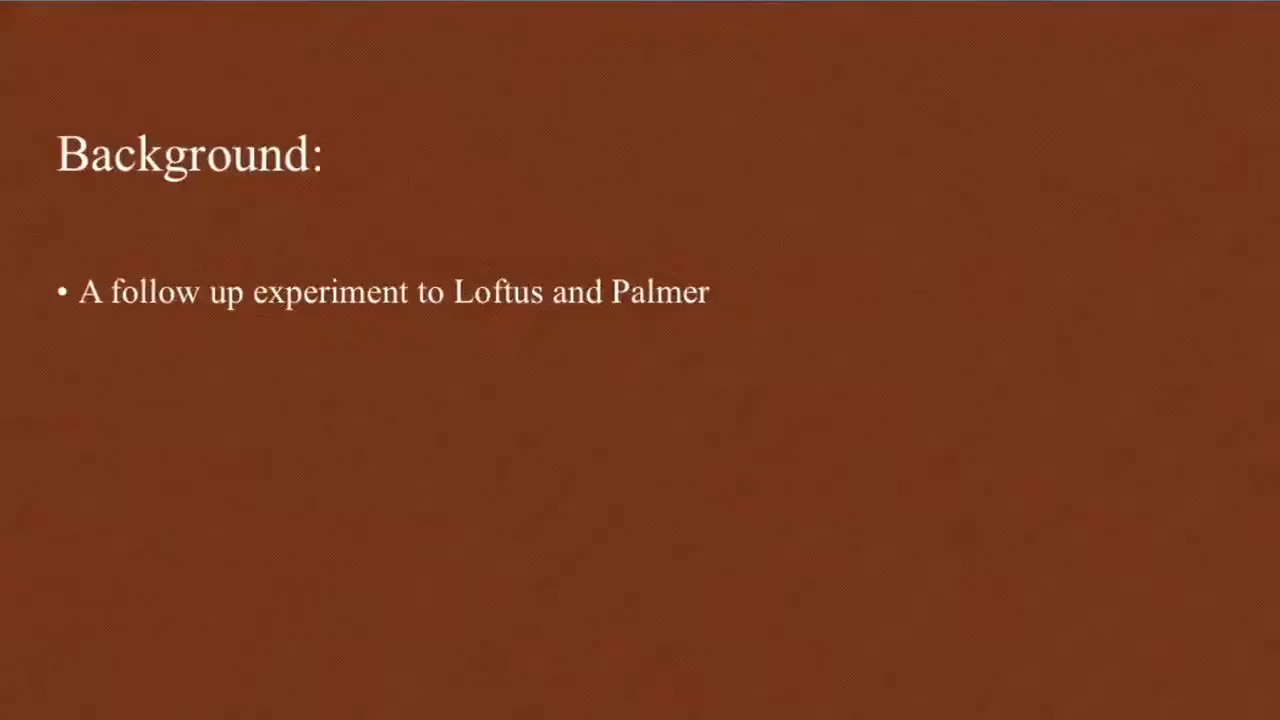 Background:
• A follow up experiment to Loftus and Palmer